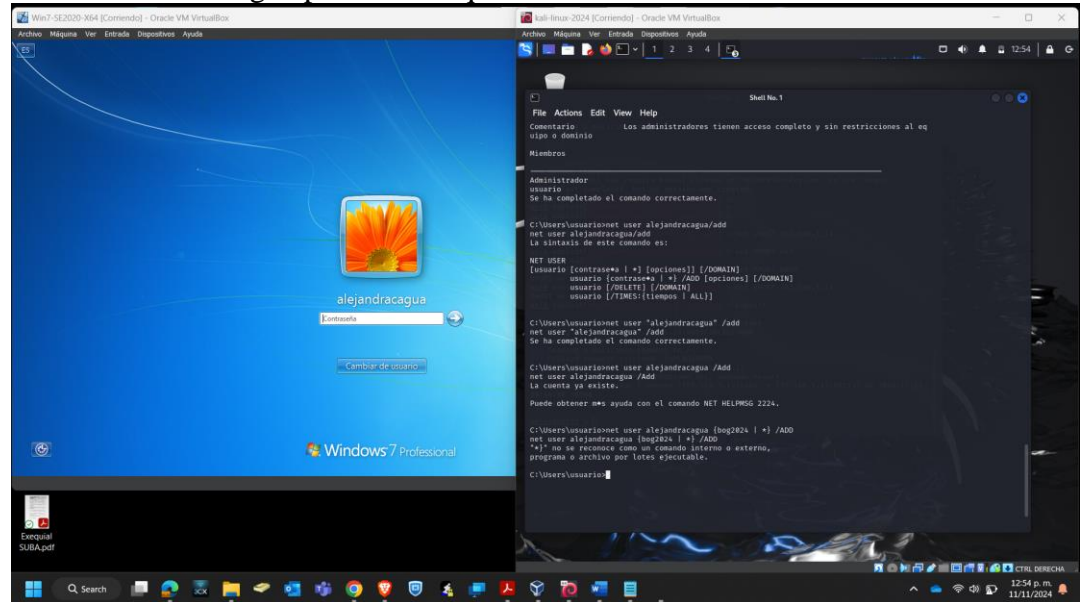 Win7-SE2020-X64 [Corriendo] - Oracle VM VirtualBox
Archivo Máquina Ver Entrada Dispositivos Ayuda
ES
alejandracagua
Contraseña
Cambiar de usuario
Windows 7 Professional
Exequial
SUBA.pdf
kali-linux-2024 [Corriendo] - Oracle VM VirtualBox
Archivo Máquina Ver Entrada Dispositivos Ayuda
1 2 3 4
12:54
Shell No. 1
File Actions Edit View Help
Comentario Los administradores tienen acceso completo y sin restricciones al eq
uipo o dominio
Miembros
Administrador
usuario
Se ha completado el comando correctamente.
C:\Users\usuario>net user alejandracagua/add
net user alejandracagua/add
La sintaxis de este comando es:
NET USER
[usuario [contrase�a | *] [opciones]] [/DOMAIN]
usuario {contrase�a | *} /ADD [opciones] [/DOMAIN]
usuario [/DELETE] [/DOMAIN]
usuario [/TIMES:{tiempos | ALL}]
C:\Users\usuario>net user "alejandracagua" /add
net user "alejandracagua" /add
Se ha completado el comando correctamente.
C:\Users\usuario>net user alejandracagua /Add
net user alejandracagua /Add
La cuenta ya existe.
Puede obtener m�s ayuda con el comando NET HELPMSG 2224.
C:\Users\usuario>net user alejandracagua {bog2024 | *} /ADD
net user alejandracagua {bog2024 | *} /ADD
"*}" no se reconoce como un comando interno o externo,
programa o archivo por lotes ejecutable.
C:\Users\usuario>
CTRL DERECHA
Search
12:54 p. m.
11/11/2024